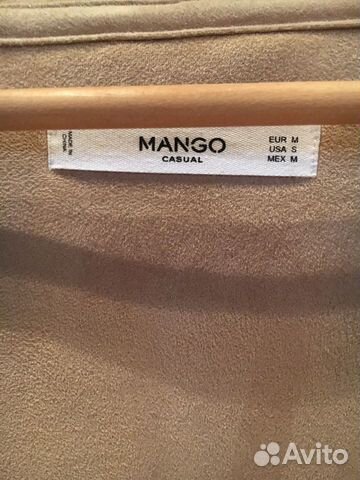 MADE IN
CHINA
MANGO
CASUAL
EUR M
USA S
MEX M
Avito